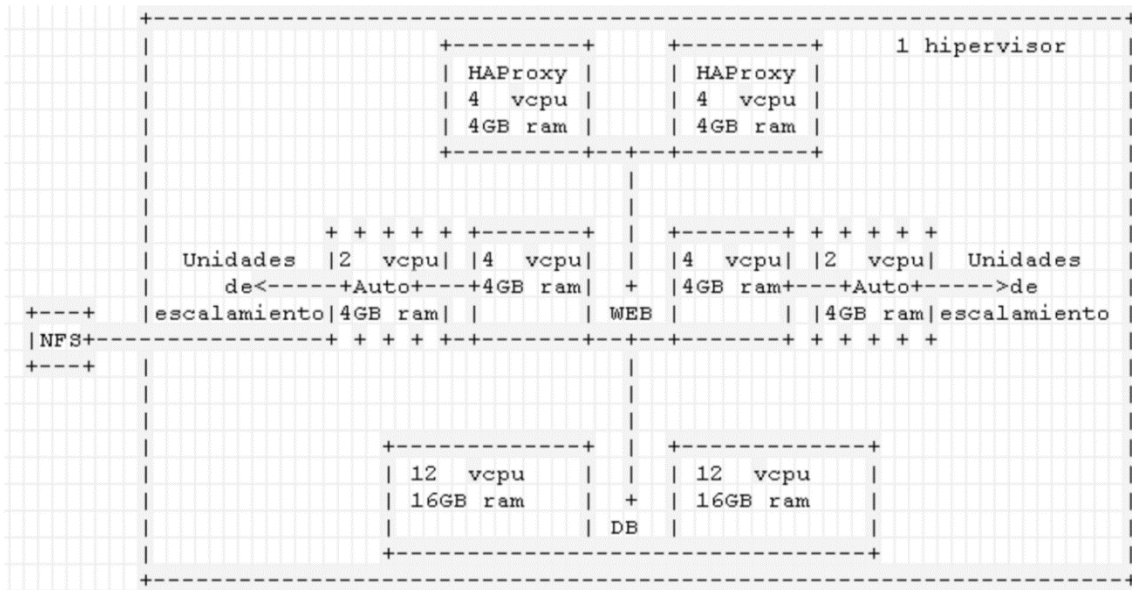 1 hipervisor
HAProxy HAProxy
4 vcpu 4 vcpu
4GB ram 4GB ram
Unidades 2 vcpu 4 vcpu 4 vcpu 2 vcpu Unidades
de Auto 4GB ram 4GB ram Auto de
escalamiento 4GB ram WEB 4GB ram escalamiento
NFS
12 vcpu 12 vcpu
16GB ram 16GB ram
DB